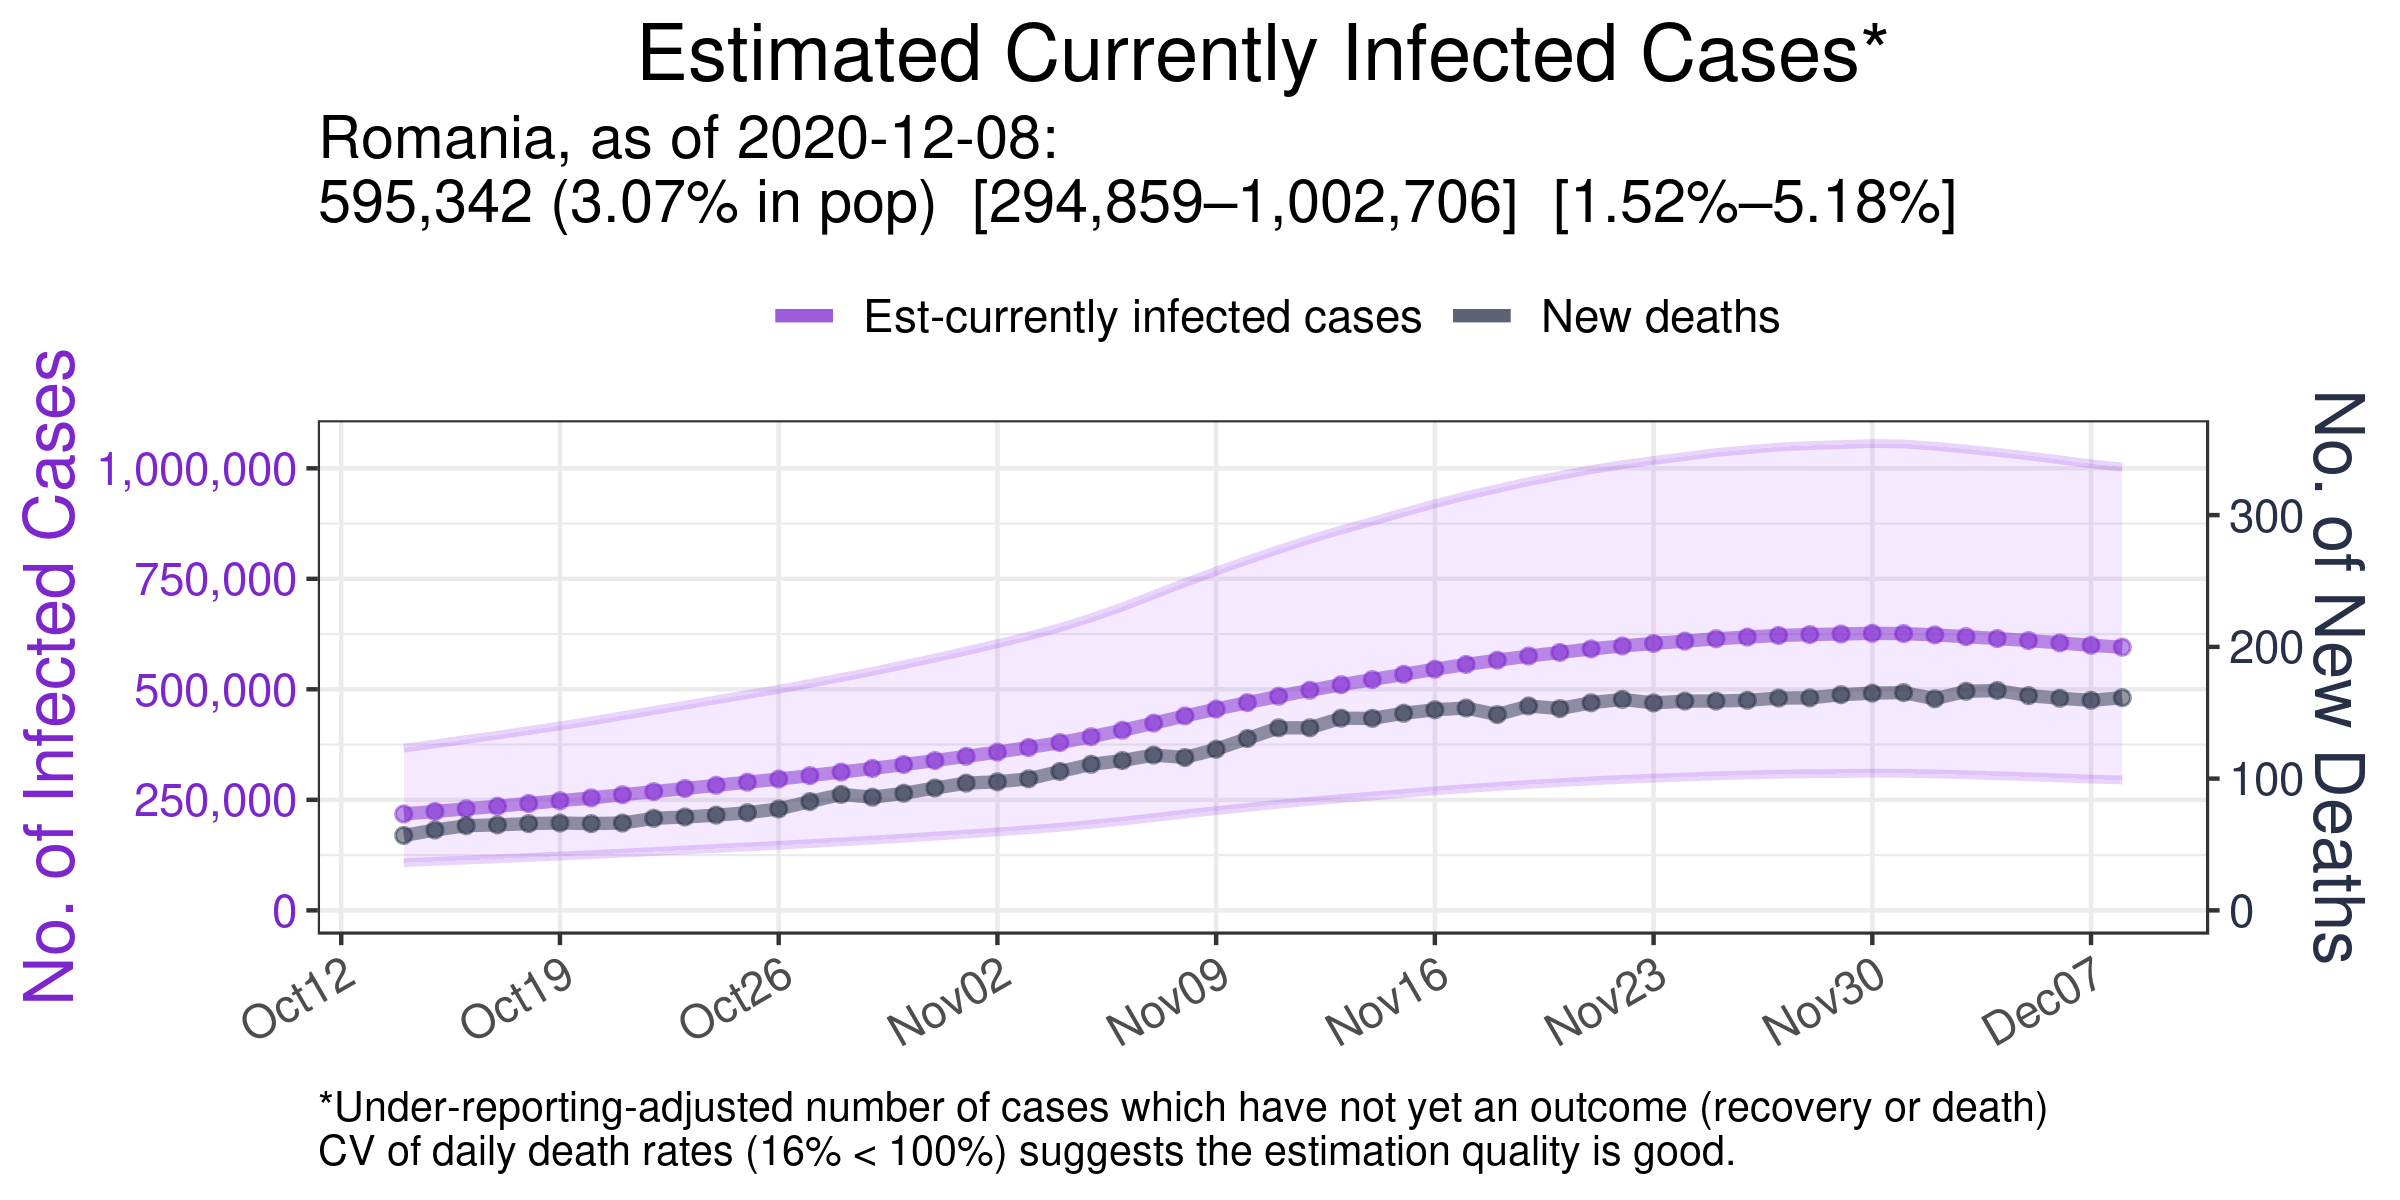 Estimated Currently Infected Cases*
Romania, as of 2020-12-08:
595,342 (3.07% in pop) [294,859–1,002,706] [1.52%–5.18%]
Est-currently infected cases
New deaths
No. of Infected Cases
1,000,000
750,000
500,000
250,000
0
300
200
100
0
No. of New Deaths
Oct12
Oct19
Oct26
Nov02
Nov09
Nov16
Nov23
Nov30
Dec07
*Under-reporting-adjusted number of cases which have not yet an outcome (recovery or death)
CV of daily death rates (16% < 100%) suggests the estimation quality is good.